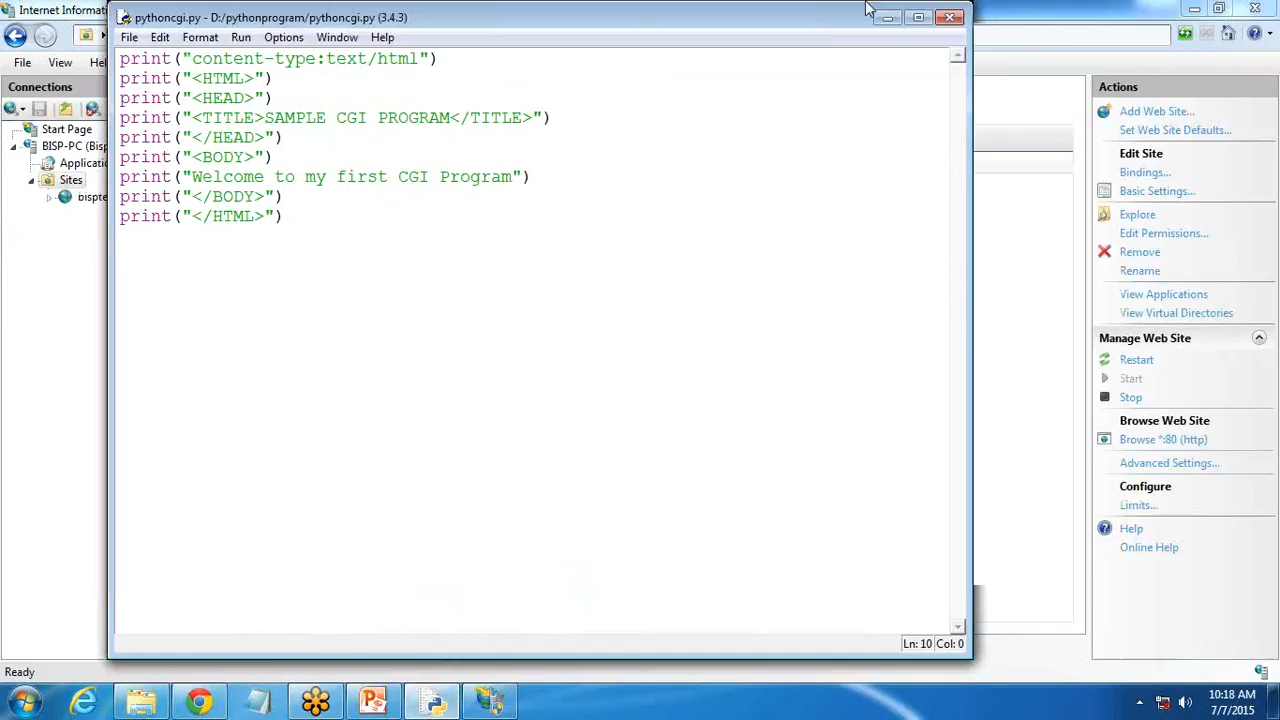 Internet Informati
pythoncgi.py - D:/pythonprogram/pythoncgi.py (3.4.3)
File Edit Format Run Options Window Help
File View Hel
Connections
Start Page
BISP-PC (Bisp
Applicatio
Sites
bispte
print("content-type:text/html")
print("<HTML>")
print("<HEAD>")
print("<TITLE>SAMPLE CGI PROGRAM</TITLE>")
print("</HEAD>")
print("<BODY>")
print("Welcome to my first CGI Program")
print("</BODY>")
print("</HTML>")
Ln: 10 Col: 0
Actions
Add Web Site...
Set Web Site Defaults...
Edit Site
Bindings...
Basic Settings...
Explore
Edit Permissions...
Remove
Rename
View Applications
View Virtual Directories
Manage Web Site
Restart
Start
Stop
Browse Web Site
Browse *:80 (http)
Advanced Settings...
Configure
Limits...
Help
Online Help
Ready
10:18 AM
7/7/2015